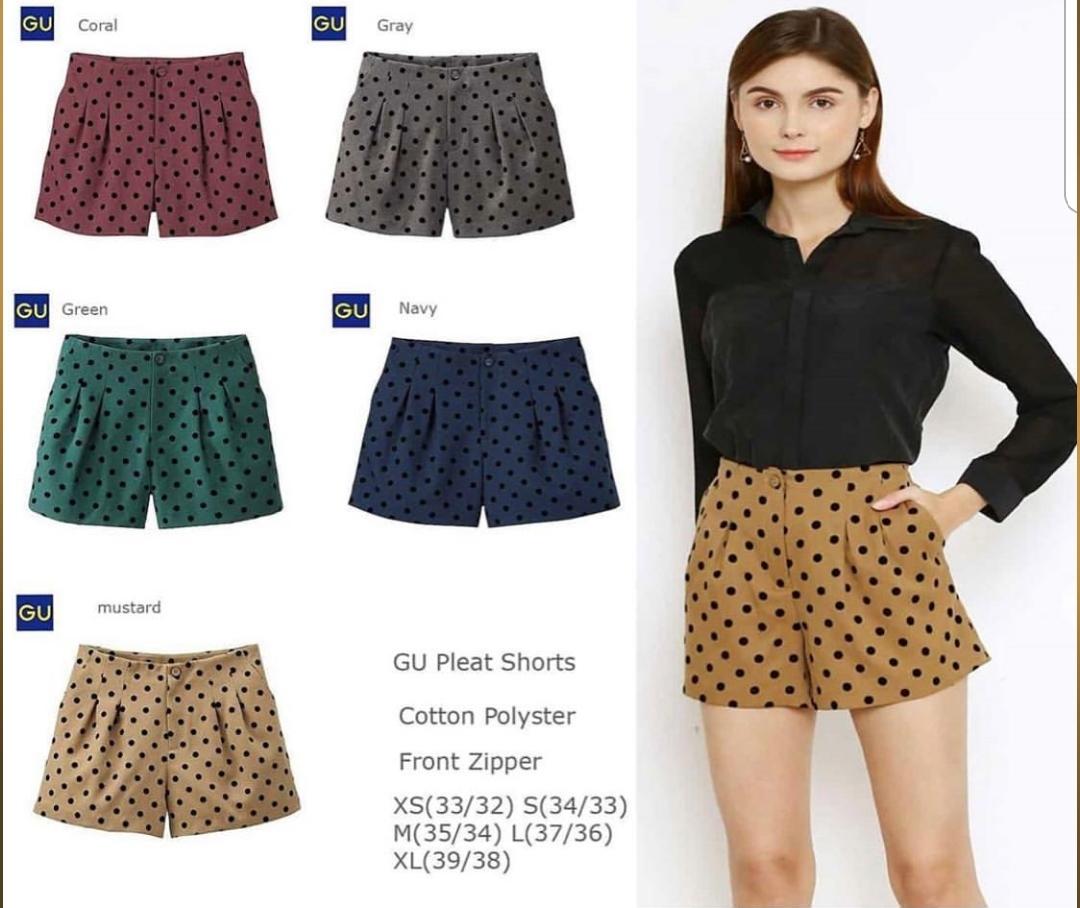 GU Coral
GU Gray
GU Green
GU Navy
GU mustard
GU Pleat Shorts
Cotton Polyster
Front Zipper
XS(33/32) S(34/33)
M(35/34) L(37/36)
XL(39/38)